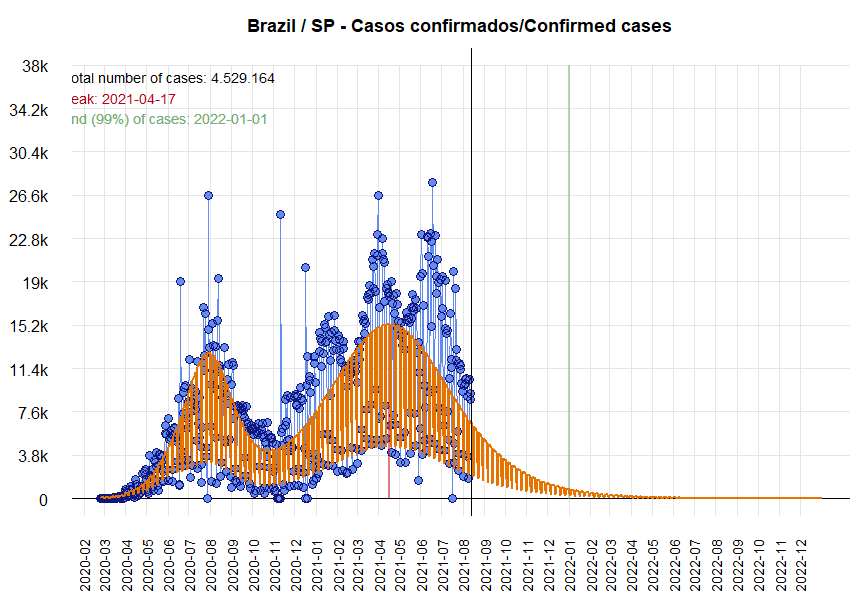 Brazil / SP - Casos confirmados/Confirmed cases
38k
34.2k
30.4k
26.6k
22.8k
19k
15.2k
11.4k
7.6k
3.8k
0
otal number of cases: 4.529.164
eak: 2021-04-17
nd (99%) of cases: 2022-01-01
2020-02
2020-03
2020-04
2020-05
2020-06
2020-07
2020-08
2020-09
2020-10
2020-11
2020-12
2021-01
2021-02
2021-03
2021-04
2021-05
2021-06
2021-07
2021-08
2021-09
2021-10
2021-11
2021-12
2022-01
2022-02
2022-03
2022-04
2022-05
2022-06
2022-07
2022-08
2022-09
2022-10
2022-11
2022-12